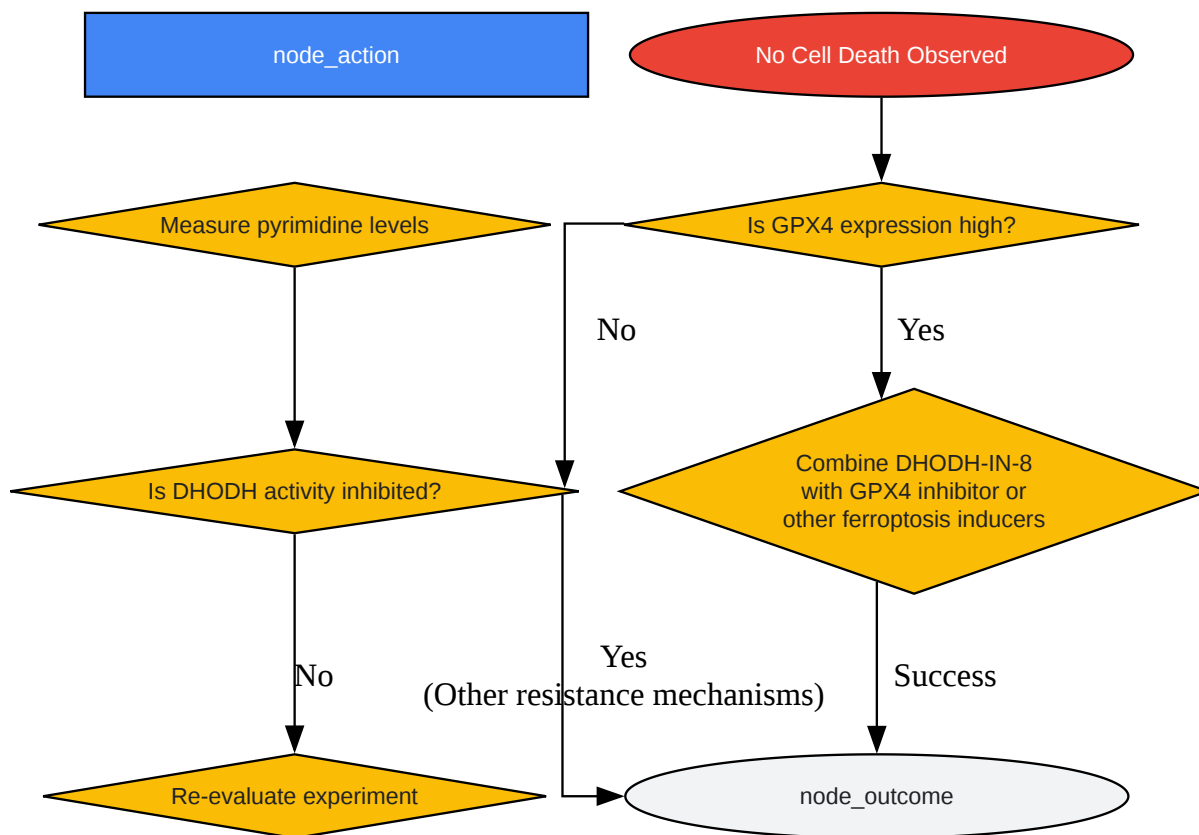 node_action
No Cell Death Observed
Measure pyrimidine levels
Is GPX4 expression high?
No
Yes
Is DHODH activity inhibited?
Combine DHODH-IN-8
with GPX4 inhibitor or
other ferroptosis inducers
No
Yes
(Other resistance mechanisms)
Success
Re-evaluate experiment
node_outcome